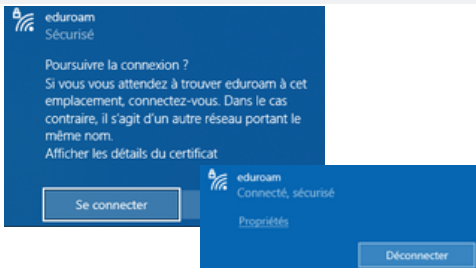 eduroam
Sécurisé
Poursuivre la connexion ?
Si vous vous attendez à trouver eduroam à cet
emplacement, connectez-vous. Dans le cas
contraire, il s'agit d'un autre réseau portant le
même nom.
Afficher les détails du certificat
Se connecter
eduroam
Connecté, sécurisé
Propriétés
Déconnecter